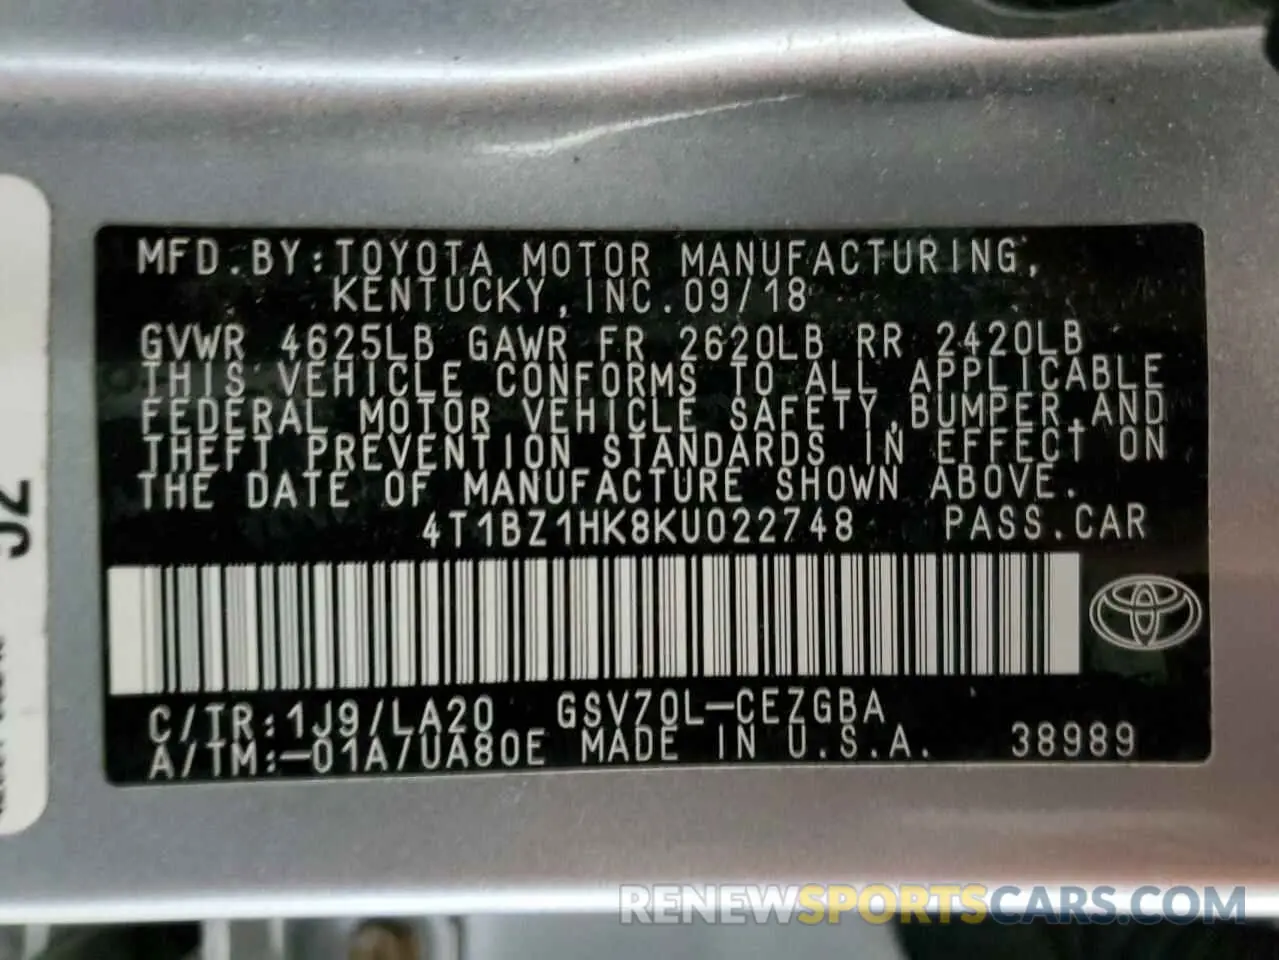 MFD.BY:TOYOTA MOTOR MANUFACTURING,
KENTUCKY,INC.09/18
GVWR 4625LB GAWR FR 2620LB RR 2420LB
THIS VEHICLE CONFORMS TO ALL APPLICABLE
FEDERAL MOTOR VEHICLE SAFETY,BUMPER,AND
THEFT PREVENTION STANDARDS IN EFFECT ON
THE DATE OF MANUFACTURE SHOWN ABOVE.
4T1BZ1HK8KU022748 PASS.CAR
C/TR:1J9/LA20 GSV70L-CEZGBA
A/TM:-01A/UA80E MADE IN U.S.A. 38989
RENEWSPORTSCARS.COM